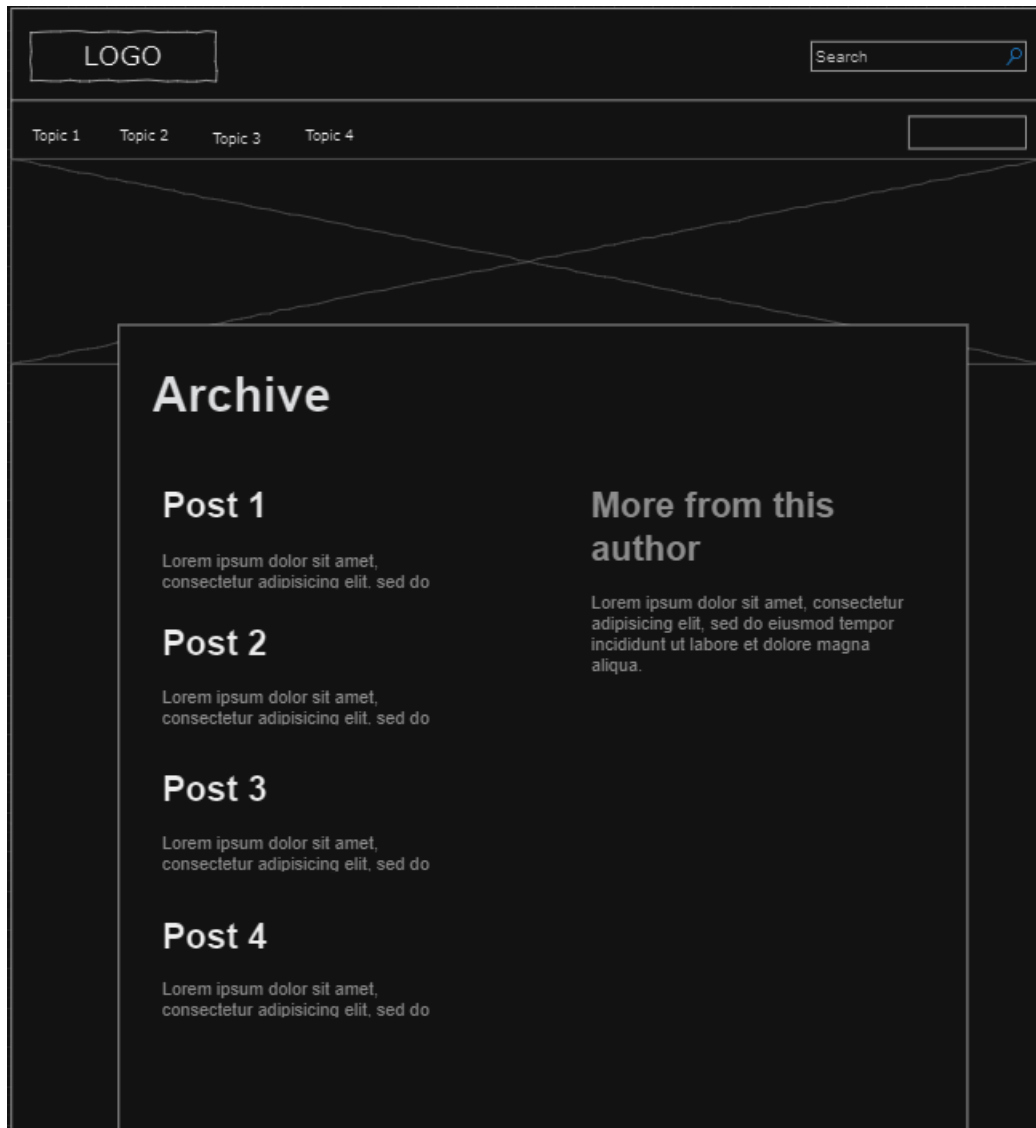 LOGO
Search
Topic 1
Topic 2
Topic 3
Topic 4
Archive
Post 1
Lorem ipsum dolor sit amet,
consectetur adipisicing elit, sed do
Post 2
Lorem ipsum dolor sit amet,
consectetur adipisicing elit, sed do
Post 3
Lorem ipsum dolor sit amet,
consectetur adipisicing elit, sed do
Post 4
Lorem ipsum dolor sit amet,
consectetur adipisicing elit, sed do
More from this
author
Lorem ipsum dolor sit amet, consectetur
adipisicing elit, sed do eiusmod tempor
incididunt ut labore et dolore magna
aliqua.